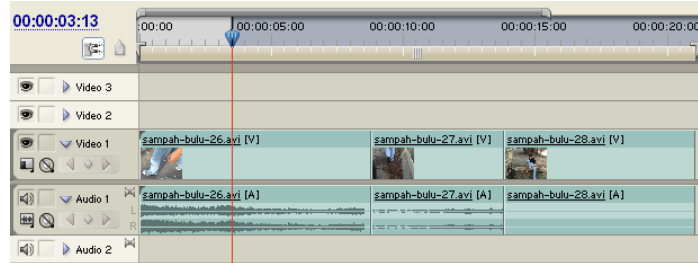 00:00:03:13
:00:00 00:00:05:00 00:00:10:00 00:00:15:00 00:00:20:00
Video 3
Video 2
Video 1 sampah-bulu-26.avi [V] sampah-bulu-27.avi [V] sampah-bulu-28.avi [V]
Audio 1 sampah-bulu-26.avi [A] sampah-bulu-27.avi [A] sampah-bulu-28.avi [A]
L
R
Audio 2